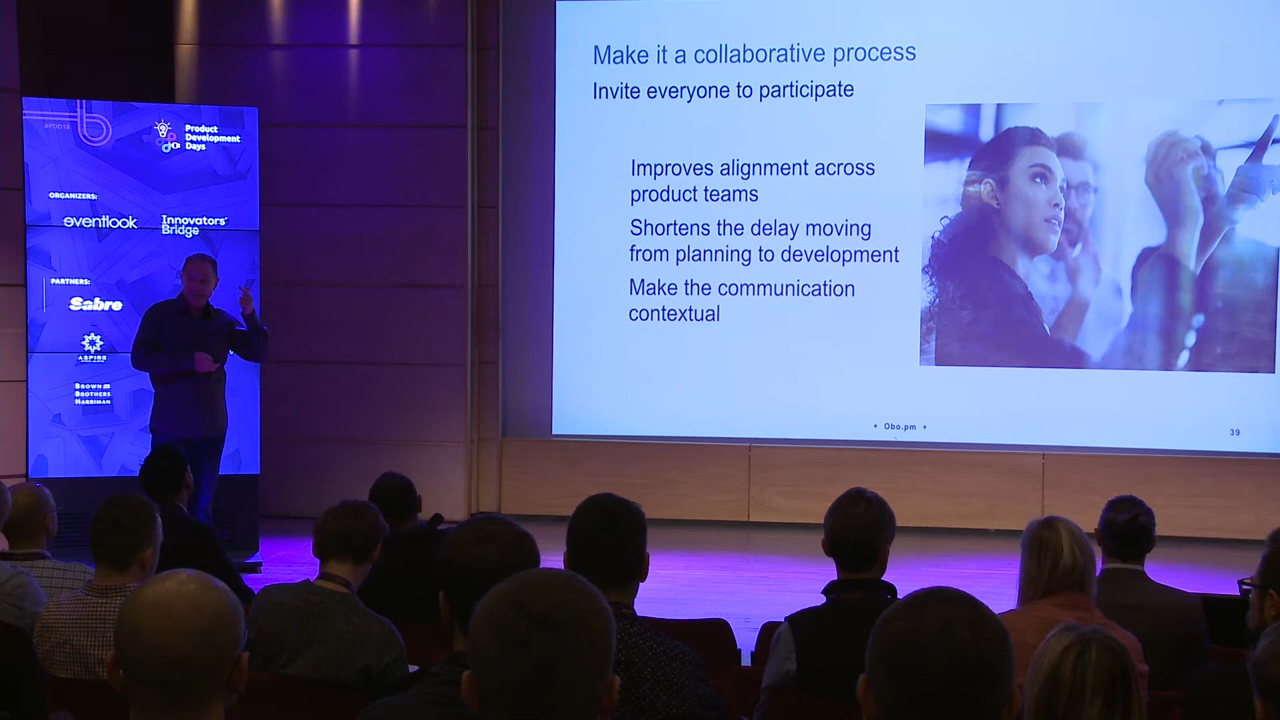 @PDD18
Product
Development
Days
ORGANIZERS:
eventlook
Innovators'
Bridge
PARTNERS:
Sabre
ASPIRE
BROWN
BROTHERS
HARRIMAN
Make it a collaborative process
Invite everyone to participate
Improves alignment across
product teams
Shortens the delay moving
from planning to development
Make the communication
contextual
+ Obo.pm +
39